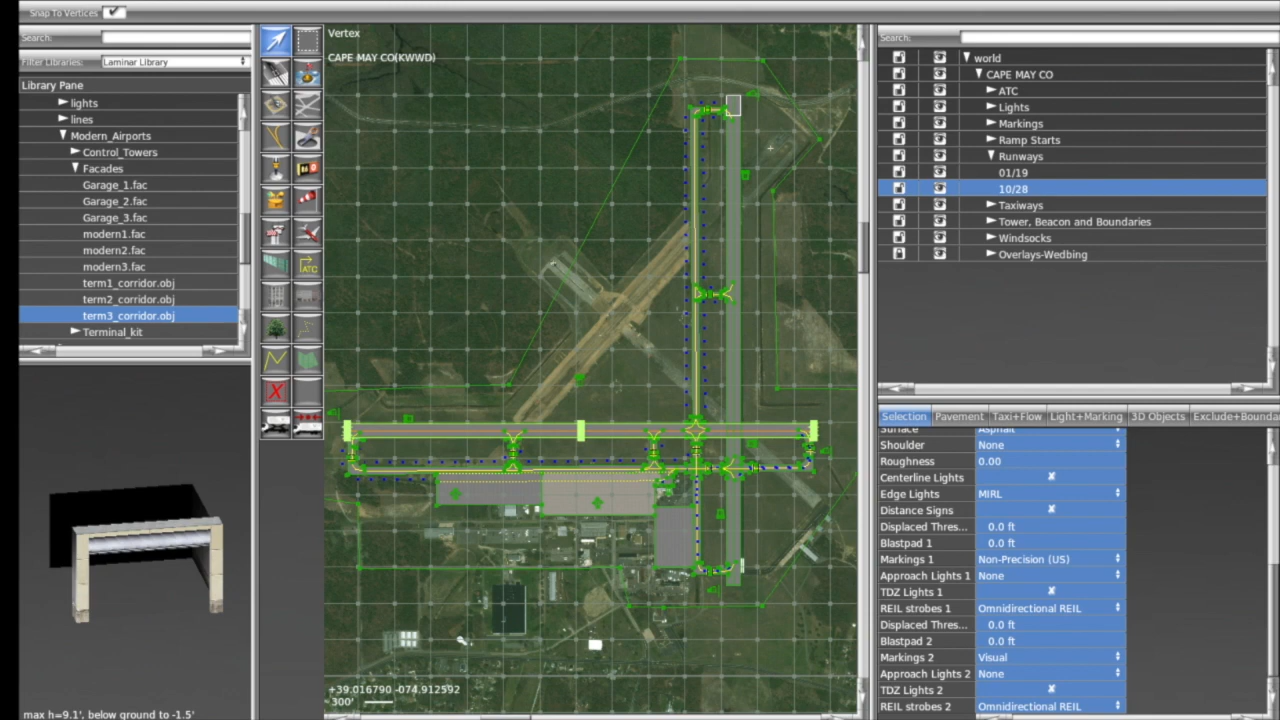 Snap To Vertices
Search:
Filter Libraries: Laminar Library
Library Pane
lights
lines
Modern_Airports
Control_Towers
Facades
Garage_1.fac
Garage_2.fac
Garage_3.fac
modern1.fac
modern2.fac
modern3.fac
term1_corridor.obj
term2_corridor.obj
term3_corridor.obj
Terminal_kit
max h=9.1', below ground to -1.5'
ATC
Vertex
CAPE MAY CO(KWWD)
+39.016790 -074.912592
300'
Search:
world
CAPE MAY CO
ATC
Lights
Markings
Ramp Starts
Runways
01/19
10/28
Taxiways
Tower, Beacon and Boundaries
Windsocks
Overlays-Wedbing
Selection Pavement Taxi+Flow Light+Marking 3D Objects Exclude+Bounda
Surface Asphalt
Shoulder None
Roughness 0.00
Centerline Lights
Edge Lights MIRL
Distance Signs
Displaced Thres... 0.0 ft
Blastpad 1 0.0 ft
Markings 1 Non-Precision (US)
Approach Lights 1 None
TDZ Lights 1
REIL strobes 1 Omnidirectional REIL
Displaced Thres... 0.0 ft
Blastpad 2 0.0 ft
Markings 2 Visual
Approach Lights 2 None
TDZ Lights 2
REIL strobes 2 Omnidirectional REIL